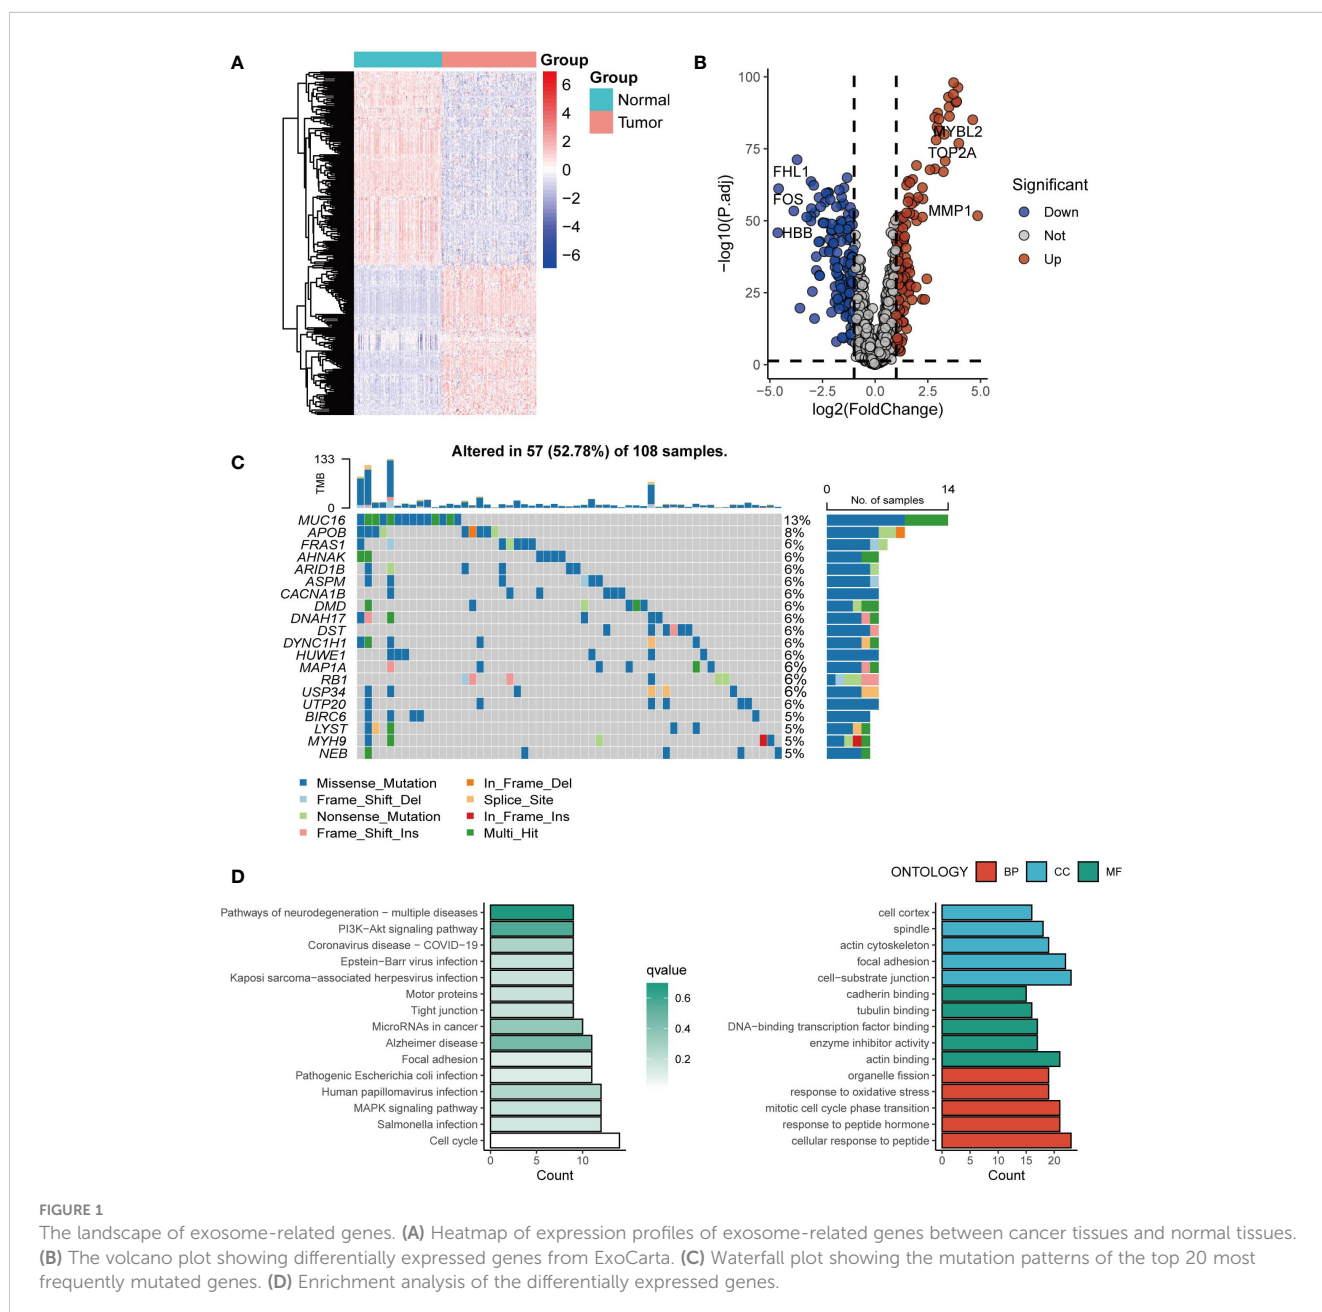 A
Group
6
4
2
0
−2
−4
−6
Group
Normal
Tumor
B
100
75
50
25
0
−log10(P.adj)
−5.0
−2.5
0.0
2.5
5.0
log2(FoldChange)
MYBL2
TOP2A
FHL1
FOS
MMP1
HBB
Significant
Down
Not
Up
C
Altered in 57 (52.78%) of 108 samples.
133
TMB
0
0
14
No. of samples
MUC16 13%
APOB 8%
FRAS1 6%
AHNAK 6%
ARID1B 6%
ASPM 6%
CACNA1B 6%
DMD 6%
DNAH17 6%
DST 6%
DYNC1H1 6%
HUWE1 6%
MAP1A 6%
RB1 6%
USP34 6%
UTP20 6%
BIRC6 5%
LYST 5%
MYH9 5%
NEB 5%
Missense_Mutation
Frame_Shift_Del
Nonsense_Mutation
Frame_Shift_Ins
In_Frame_Del
Splice_Site
In_Frame_Ins
Multi_Hit
D
Pathways of neurodegeneration − multiple diseases
PI3K−Akt signaling pathway
Coronavirus disease − COVID−19
Epstein−Barr virus infection
Kaposi sarcoma−associated herpesvirus infection
Motor proteins
Tight junction
MicroRNAs in cancer
Alzheimer disease
Focal adhesion
Pathogenic Escherichia coli infection
Human papillomavirus infection
MAPK signaling pathway
Salmonella infection
Cell cycle
0
5
10
Count
qvalue
0.6
0.4
0.2
ONTOLOGY BP CC MF
cell cortex
spindle
actin cytoskeleton
focal adhesion
cell−substrate junction
cadherin binding
tubulin binding
DNA−binding transcription factor binding
enzyme inhibitor activity
actin binding
organelle fission
response to oxidative stress
mitotic cell cycle phase transition
response to peptide hormone
cellular response to peptide
0
5
10
15
20
Count
FIGURE 1
The landscape of exosome-related genes. (A) Heatmap of expression profiles of exosome-related genes between cancer tissues and normal tissues.
(B) The volcano plot showing differentially expressed genes from ExoCarta. (C) Waterfall plot showing the mutation patterns of the top 20 most
frequently mutated genes. (D) Enrichment analysis of the differentially expressed genes.